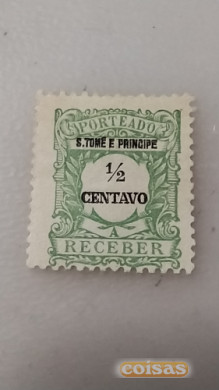 PORTEADO
S. TOMÉ E PRINCIPE
1/2
CENTAVO
A
RECEBER
coisas